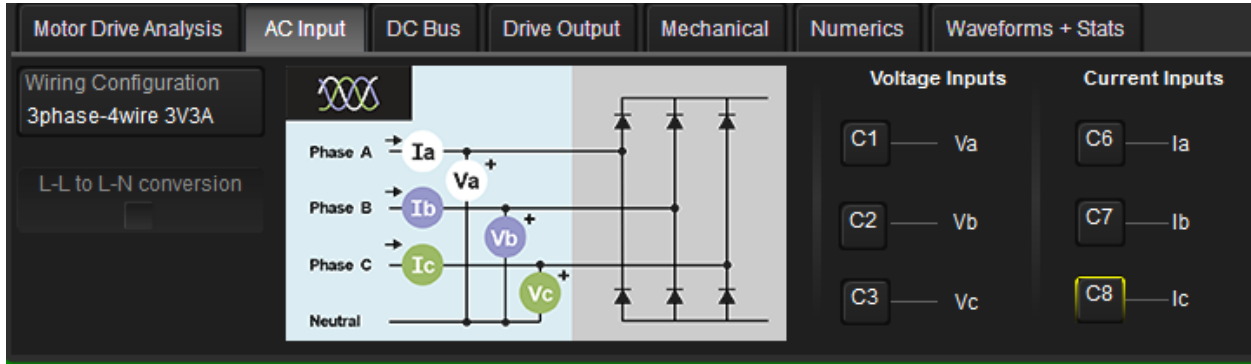 Motor Drive Analysis
AC Input
DC Bus
Drive Output
Mechanical
Numerics
Waveforms + Stats
Wiring Configuration
3phase-4wire 3V3A
L-L to L-N conversion
Phase A
Ia
Va
+
Phase B
Ib
Vb
+
Phase C
Ic
Vc
+
Neutral
Voltage Inputs
Current Inputs
C1
Va
C6
Ia
C2
Vb
C7
Ib
C3
Vc
C8
Ic